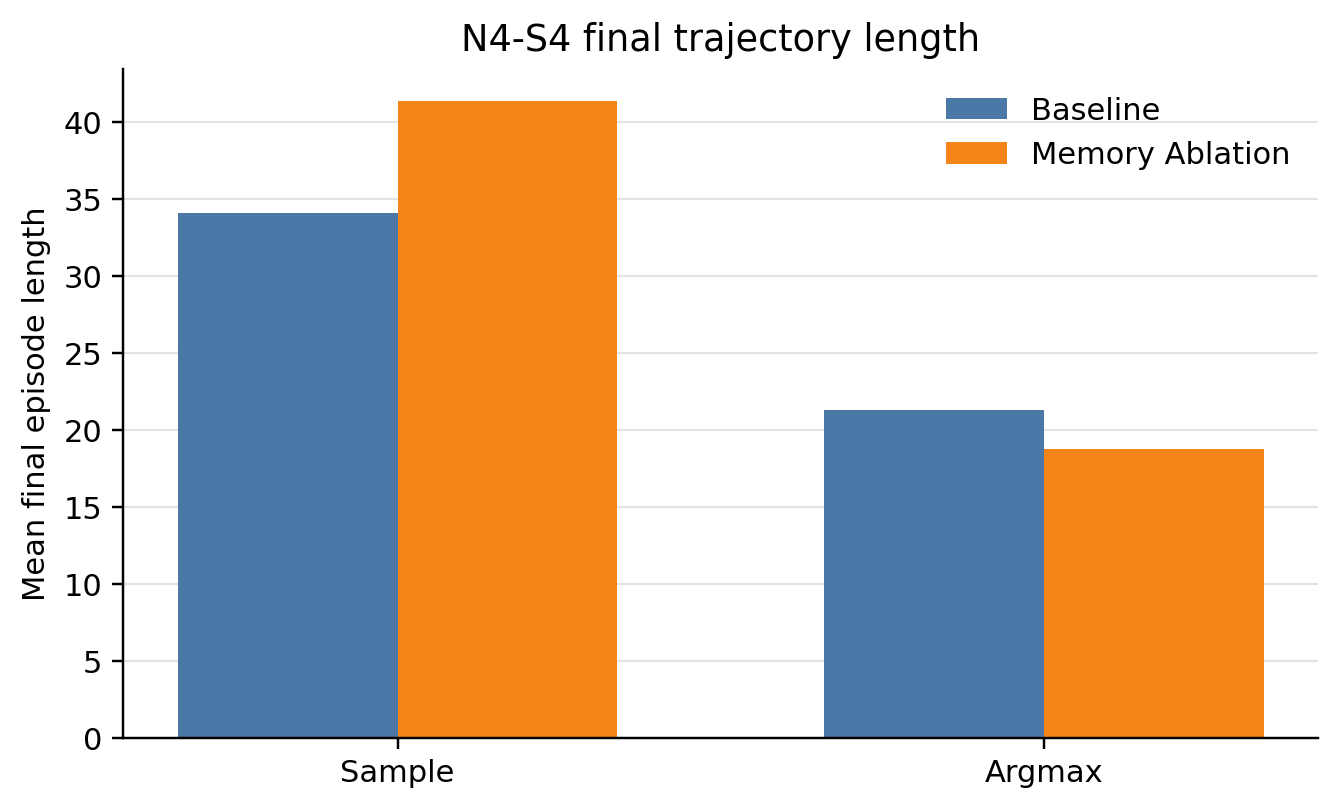 N4-S4 final trajectory length
Baseline
Memory Ablation
Mean final episode length
40
35
30
25
20
15
10
5
0
Sample
Argmax